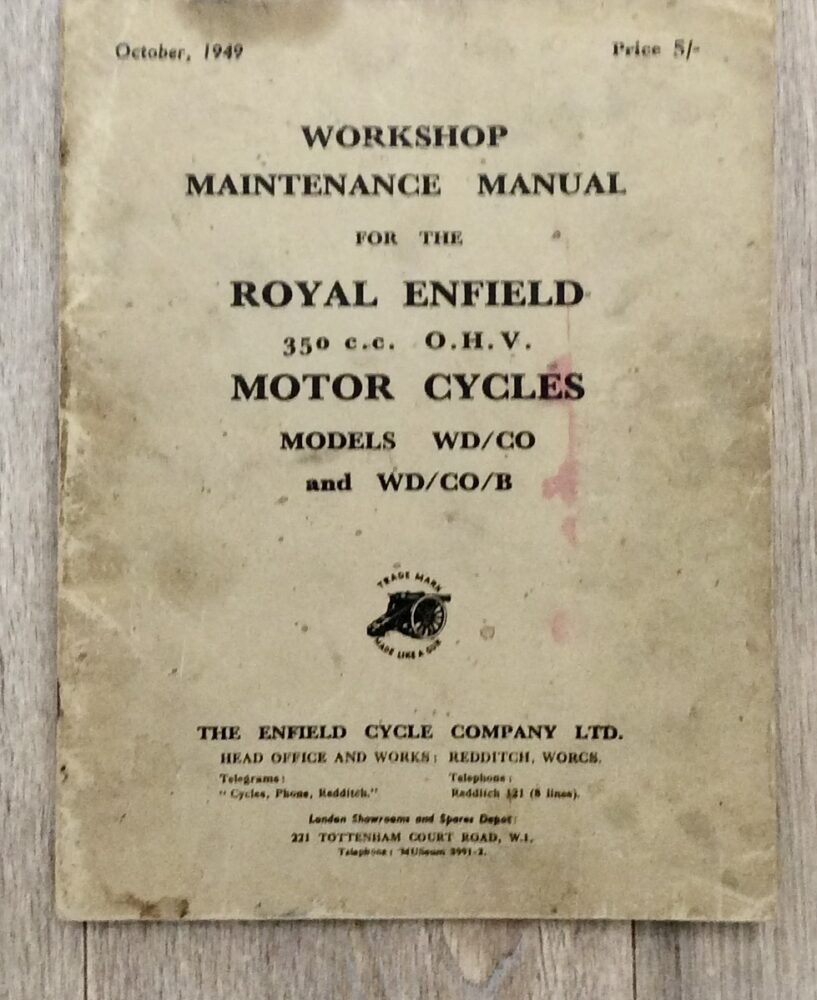 October, 1949 Price 5/-
WORKSHOP
MAINTENANCE MANUAL
FOR THE
ROYAL ENFIELD
350 c.c. O.H.V.
MOTOR CYCLES
MODELS WD/CO
and WD/CO/B
TRADE MARK
MADE LIKE A GUN
THE ENFIELD CYCLE COMPANY LTD.
HEAD OFFICE AND WORKS: REDDITCH, WORCS.
Telegrams: Telephone:
"Cycles, Phone, Redditch." Redditch 121 (8 lines).
London Showrooms and Spares Depot:
221 TOTTENHAM COURT ROAD, W.1.
Telephone: MUSeum